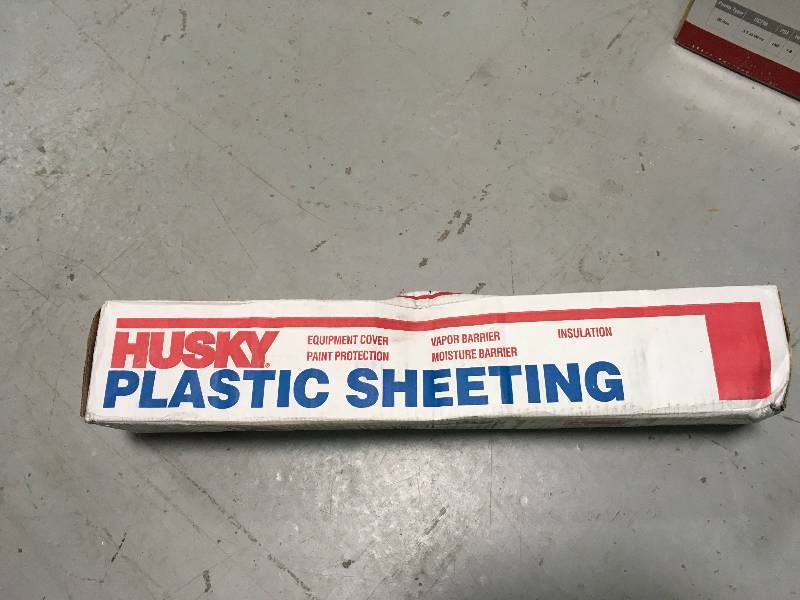 HUSKY
EQUIPMENT COVER VAPOR BARRIER INSULATION
PAINT PROTECTION MOISTURE BARRIER
PLASTIC SHEETING